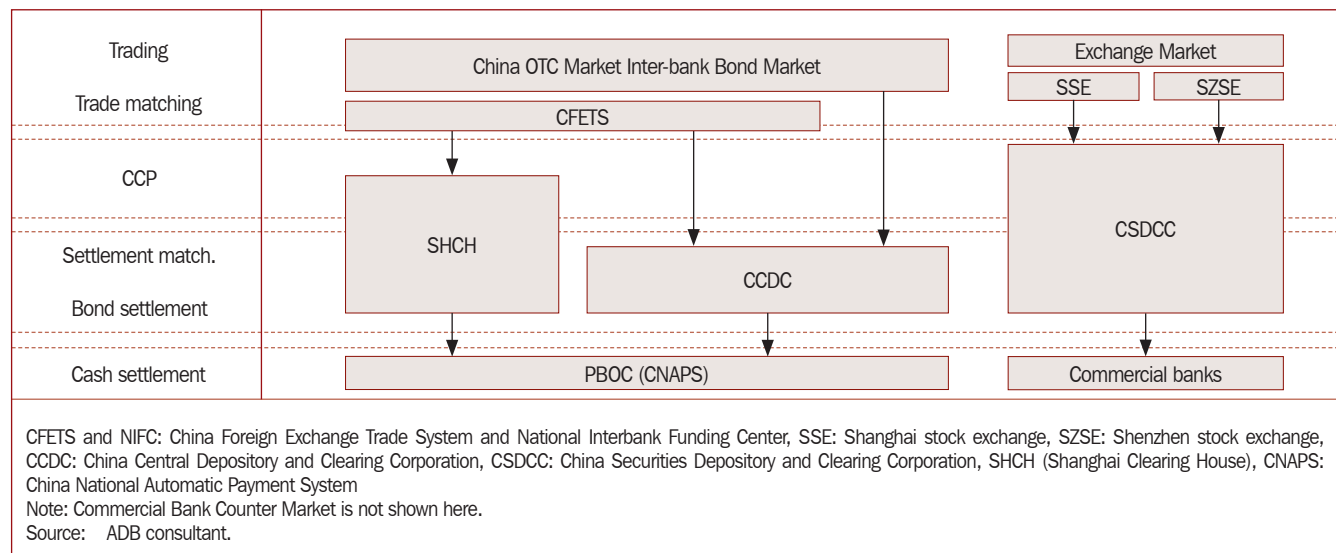 Trading
China OTC Market Inter-bank Bond Market
Exchange Market
SSE
SZSE
Trade matching
CFETS
CCP
SHCH
CSDCC
Settlement match.
CCDC
Bond settlement
Cash settlement
PBOC (CNAPS)
Commercial banks
CFETS and NIFC: China Foreign Exchange Trade System and National Interbank Funding Center, SSE: Shanghai stock exchange, SZSE: Shenzhen stock exchange,
CCDC: China Central Depository and Clearing Corporation, CSDCC: China Securities Depository and Clearing Corporation, SHCH (Shanghai Clearing House), CNAPS:
China National Automatic Payment System
Note: Commercial Bank Counter Market is not shown here.
Source: ADB consultant.